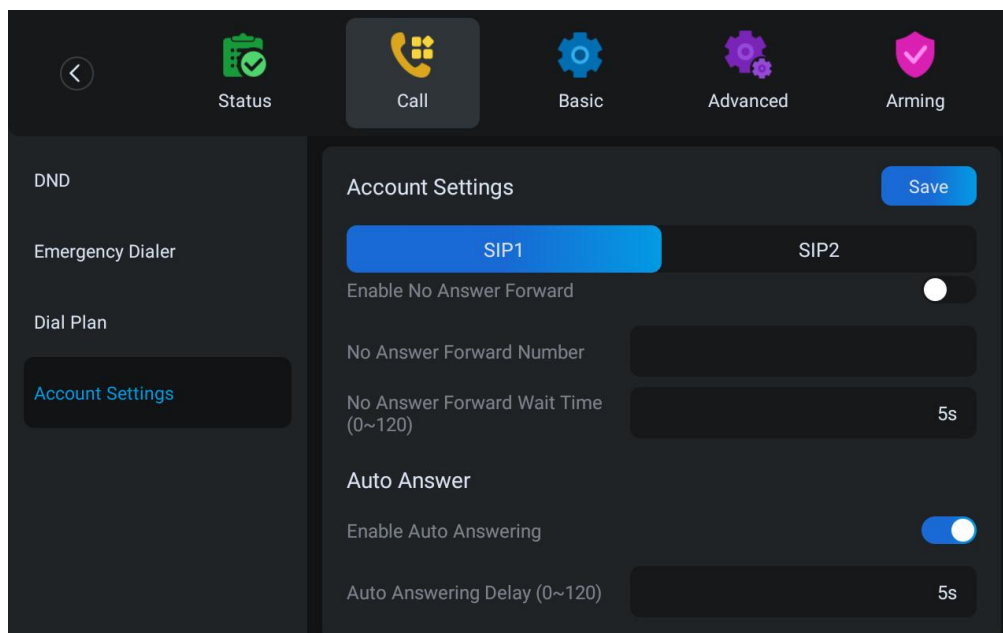 Status
Call
Basic
Advanced
Arming
DND
Emergency Dialer
Dial Plan
Account Settings
Account Settings
Save
SIP1
SIP2
Enable No Answer Forward
No Answer Forward Number
No Answer Forward Wait Time
(0~120)
5s
Auto Answer
Enable Auto Answering
Auto Answering Delay (0~120)
5s